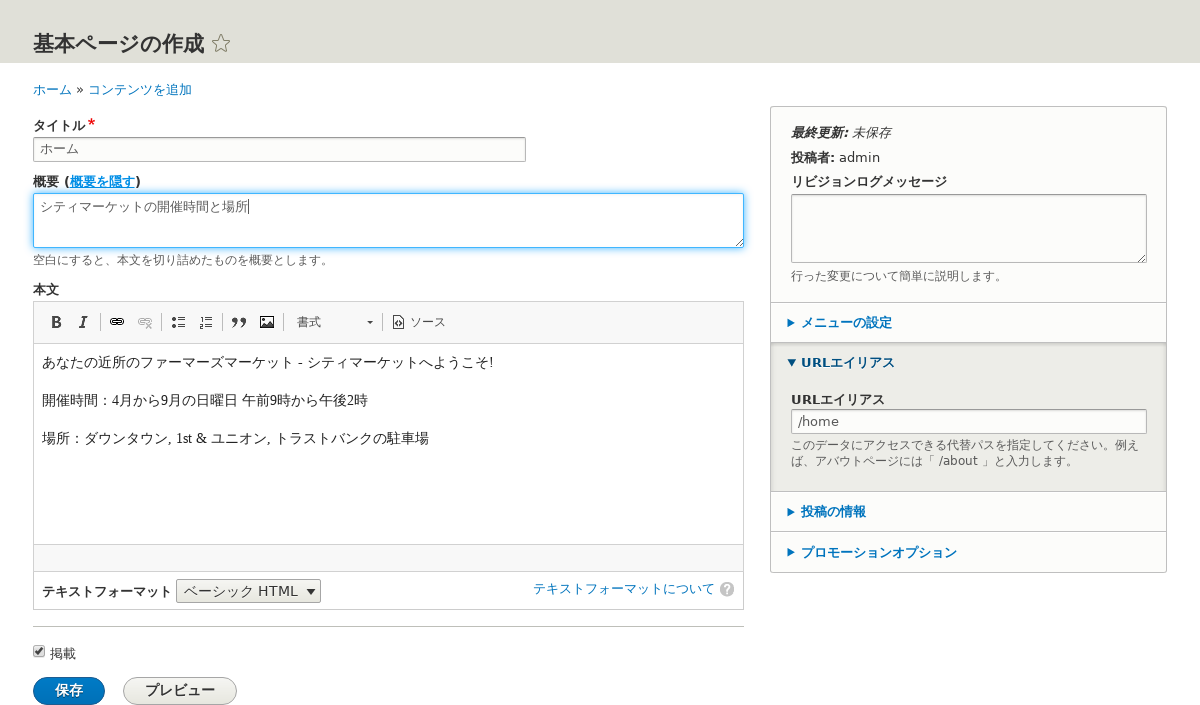 基本ページの作成
ホーム » コンテンツを追加
タイトル*
ホーム
概要 (概要を隠す)
シティマーケットの開催時間と場所
空白にすると、本文を切り詰めたものを概要とします。
本文
B I 書式 ソース
あなたの近所のファーマーズマーケット - シティマーケットへようこそ!
開催時間：4月から9月の日曜日 午前9時から午後2時
場所：ダウンタウン, 1st & ユニオン, トラストバンクの駐車場
テキストフォーマット ベーシック HTML テキストフォーマットについて ?
掲載
保存 プレビュー
最終更新: 未保存
投稿者: admin
リビジョンログメッセージ
行った変更について簡単に説明します。
メニューの設定
URLエイリアス
URLエイリアス
/home
このデータにアクセスできる代替パスを指定してください。例え
ば、アバウトページには「 /about 」と入力します。
投稿の情報
プロモーションオプション